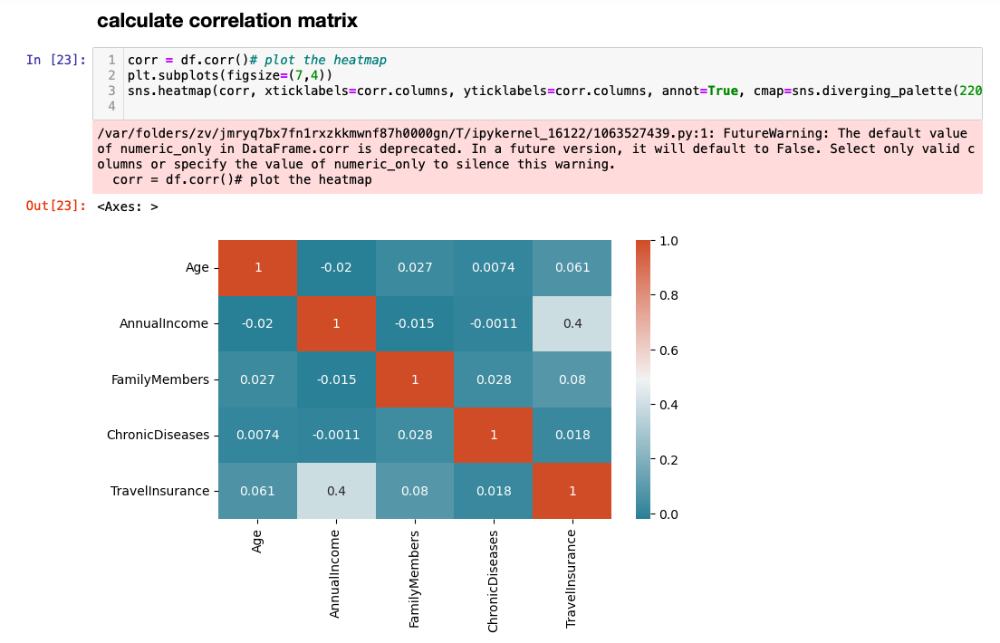 calculate correlation matrix
In [23]:
1 corr = df.corr()# plot the heatmap
2 plt.subplots(figsize=(7,4))
3 sns.heatmap(corr, xticklabels=corr.columns, yticklabels=corr.columns, annot=True, cmap=sns.diverging_palette(220
4
/var/folders/zv/jmryq7bx7fn1rxzkkmwnf87h0000gn/T/ipykernel_16122/1063527439.py:1: FutureWarning: The default value
of numeric_only in DataFrame.corr is deprecated. In a future version, it will default to False. Select only valid c
olumns or specify the value of numeric_only to silence this warning.
corr = df.corr()# plot the heatmap
Out[23]: <Axes: >
Age 1 -0.02 0.027 0.0074 0.061
AnnualIncome -0.02 1 -0.015 -0.0011 0.4
FamilyMembers 0.027 -0.015 1 0.028 0.08
ChronicDiseases 0.0074 -0.0011 0.028 1 0.018
TravelInsurance 0.061 0.4 0.08 0.018 1
Age
AnnualIncome
FamilyMembers
ChronicDiseases
TravelInsurance
1.0
0.8
0.6
0.4
0.2
0.0